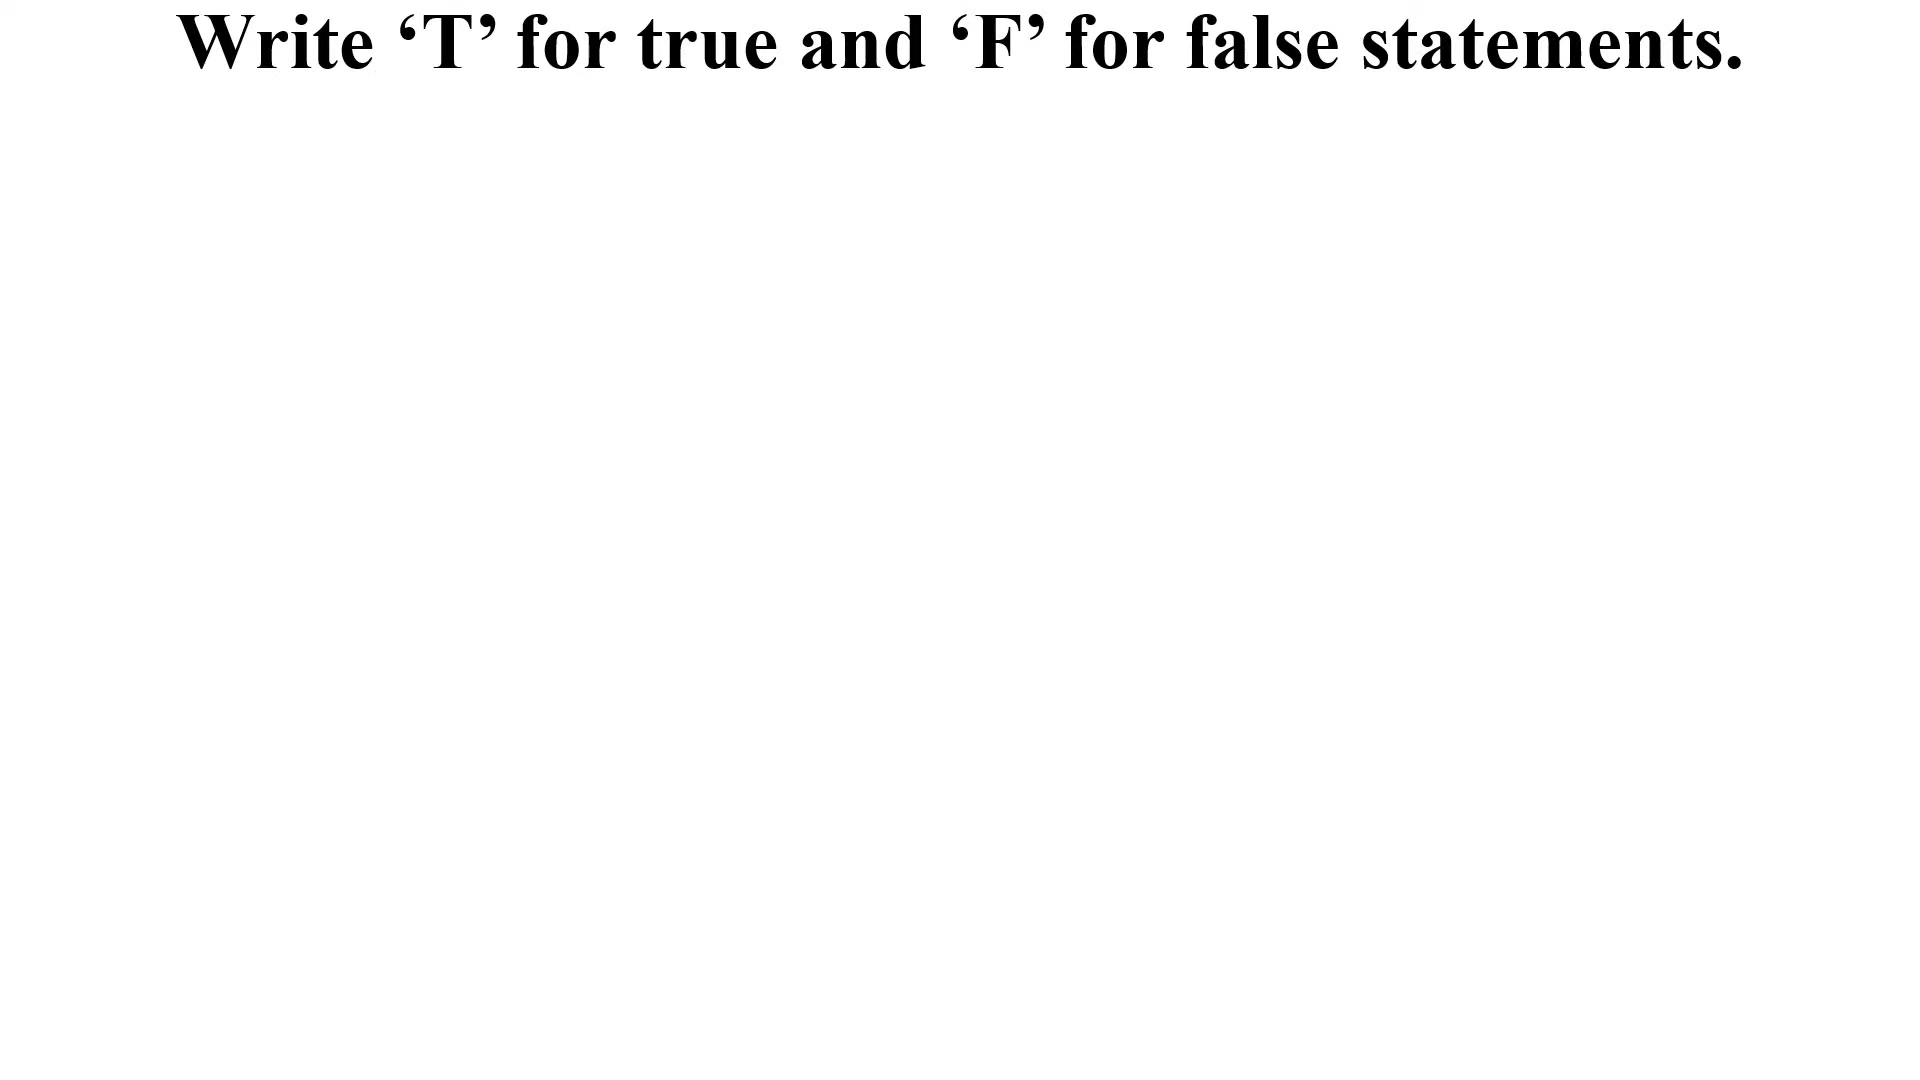 Write ‘T’ for true and ‘F’ for false statements.